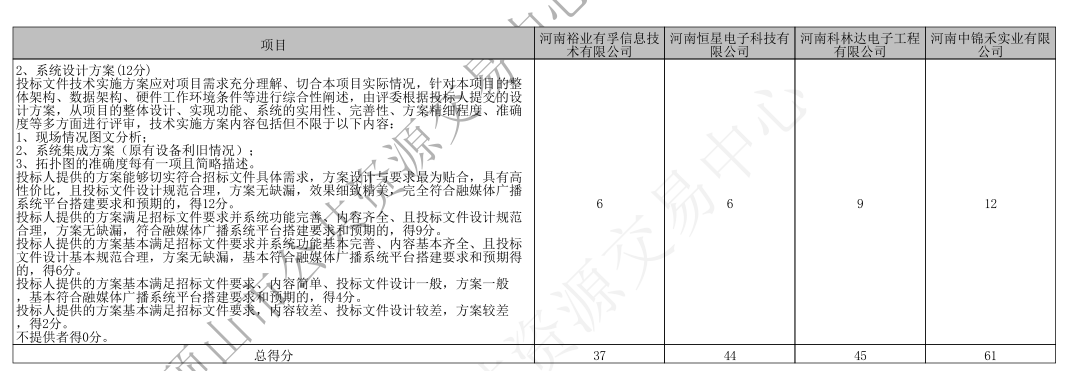 项目
河南裕业有孚信息技
术有限公司
河南恒星电子科技有
限公司
河南科林达电子工程
有限公司
河南中锦禾实业有限
公司
2、系统设计方案(12分)
投标文件技术实施方案应对项目需求充分理解、切合本项目实际情况，针对本项目的整
体架构、数据架构、硬件工作环境条件等进行综合性阐述，由评委根据投标人提交的设
计方案，从项目的整体设计、实现功能、系统的实用性、完善性、方案精细程度、准确
度等多方面进行评审，技术实施方案内容包括但不限于以下内容：
1、现场情况图文分析；
2、系统集成方案（原有设备利旧情况）；
3、拓扑图的准确度每有一项且简略描述。
投标人提供的方案能够切实符合招标文件具体需求，方案设计与要求最为贴合，具有高
性价比，且投标文件设计规范合理，方案无缺漏，效果细致精美，完全符合融媒体广播
系统平台搭建要求和预期的，得12分。
投标人提供的方案满足招标文件要求并系统功能完善、内容齐全、且投标文件设计规范
合理，方案无缺漏，符合融媒体广播系统平台搭建要求和预期的，得9分。
投标人提供的方案基本满足招标文件要求并系统功能基本完善、内容基本齐全、且投标
文件设计基本规范合理，方案无缺漏，基本符合融媒体广播系统平台搭建要求和预期得
的，得6分。
投标人提供的方案基本满足招标文件要求、内容简单、投标文件设计一般，方案一般
，基本符合融媒体广播系统平台搭建要求和预期的，得4分。
投标人提供的方案基本满足招标文件要求，内容较差、投标文件设计较差，方案较差
，得2分。
不提供者得0分。
6
6
9
12
总得分
37
44
45
61
顶山市公共资源交易中心
资源交易中心